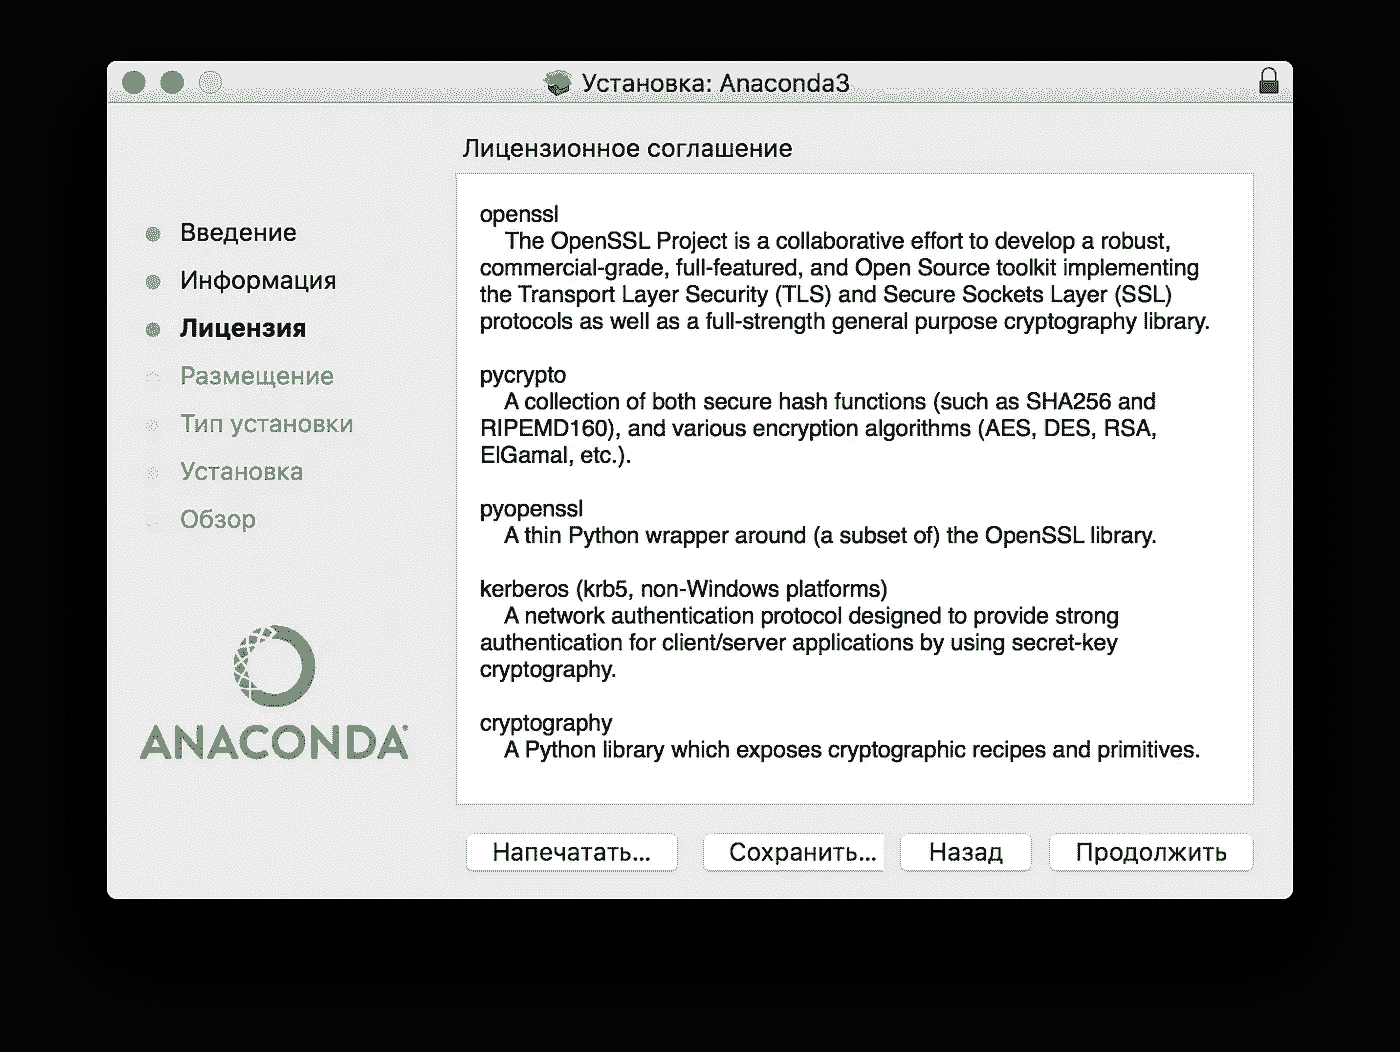 Установка: Anaconda3
Лицензионное соглашение
Введение
Информация
Лицензия
Размещение
Тип установки
Установка
Обзор
ANACONDA
openssl
The OpenSSL Project is a collaborative effort to develop a robust,
commercial-grade, full-featured, and Open Source toolkit implementing
the Transport Layer Security (TLS) and Secure Sockets Layer (SSL)
protocols as well as a full-strength general purpose cryptography library.
pycrypto
A collection of both secure hash functions (such as SHA256 and
RIPEMD160), and various encryption algorithms (AES, DES, RSA,
ElGamal, etc.).
pyopenssl
A thin Python wrapper around (a subset of) the OpenSSL library.
kerberos (krb5, non-Windows platforms)
A network authentication protocol designed to provide strong
authentication for client/server applications by using secret-key
cryptography.
cryptography
A Python library which exposes cryptographic recipes and primitives.
Напечатать... Сохранить... Назад Продолжить